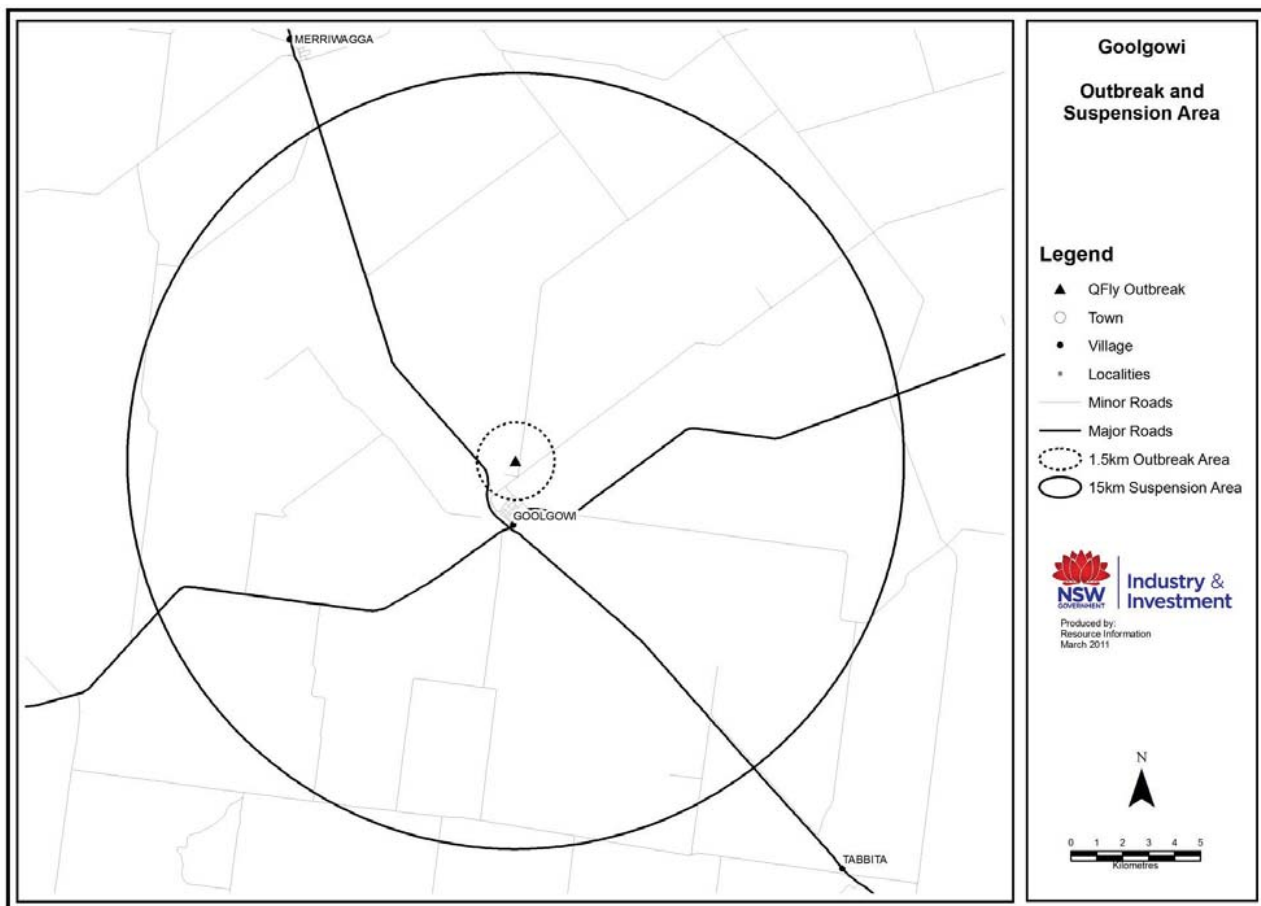 MERRIWAGGA
GOOLGOWI
TABBITA
Goolgowi
Outbreak and
Suspension Area
Legend
QFly Outbreak
Town
Village
Localities
Minor Roads
Major Roads
1.5km Outbreak Area
15km Suspension Area
NSW
GOVERNMENT
Industry &
Investment
Produced by:
Resource Information
March 2011
N
0 1 2 3 4 5
Kilometres